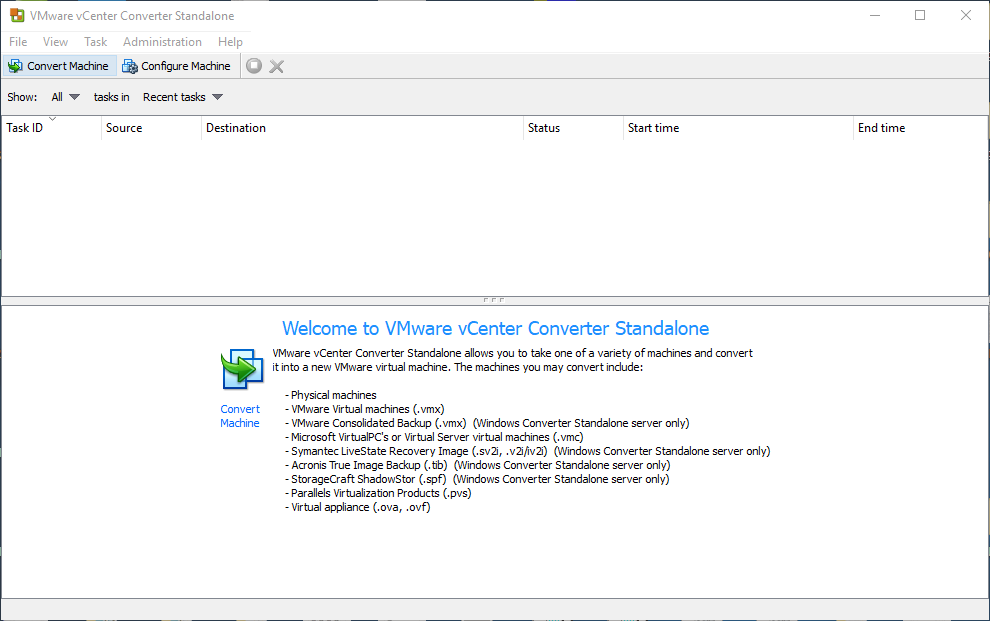 VMware vCenter Converter Standalone
File View Task Administration Help
Convert Machine Configure Machine
Show: All tasks in Recent tasks
Task ID Source Destination Status Start time End time
Welcome to VMware vCenter Converter Standalone
VMware vCenter Converter Standalone allows you to take one of a variety of machines and convert
it into a new VMware virtual machine. The machines you may convert include:
Convert
Machine
- Physical machines
- VMware Virtual machines (.vmx)
- VMware Consolidated Backup (.vmx) (Windows Converter Standalone server only)
- Microsoft VirtualPC's or Virtual Server virtual machines (.vmc)
- Symantec LiveState Recovery Image (.sv2i, .v2i/iv2i) (Windows Converter Standalone server only)
- Acronis True Image Backup (.tib) (Windows Converter Standalone server only)
- StorageCraft ShadowStor (.spf) (Windows Converter Standalone server only)
- Parallels Virtualization Products (.pvs)
- Virtual appliance (.ova, .ovf)